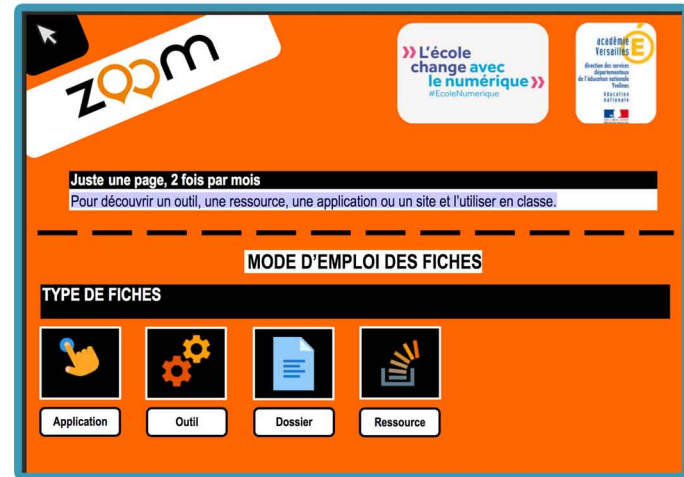 zoom
L'école
change avec
le numérique
#EcoleNumerique
académie
Versailles
direction des services
départementaux
de l'éducation nationale
Yvelines
éducation
nationale
Juste une page, 2 fois par mois
Pour découvrir un outil, une ressource, une application ou un site et l'utiliser en classe.
MODE D'EMPLOI DES FICHES
TYPE DE FICHES
Application
Outil
Dossier
Ressource